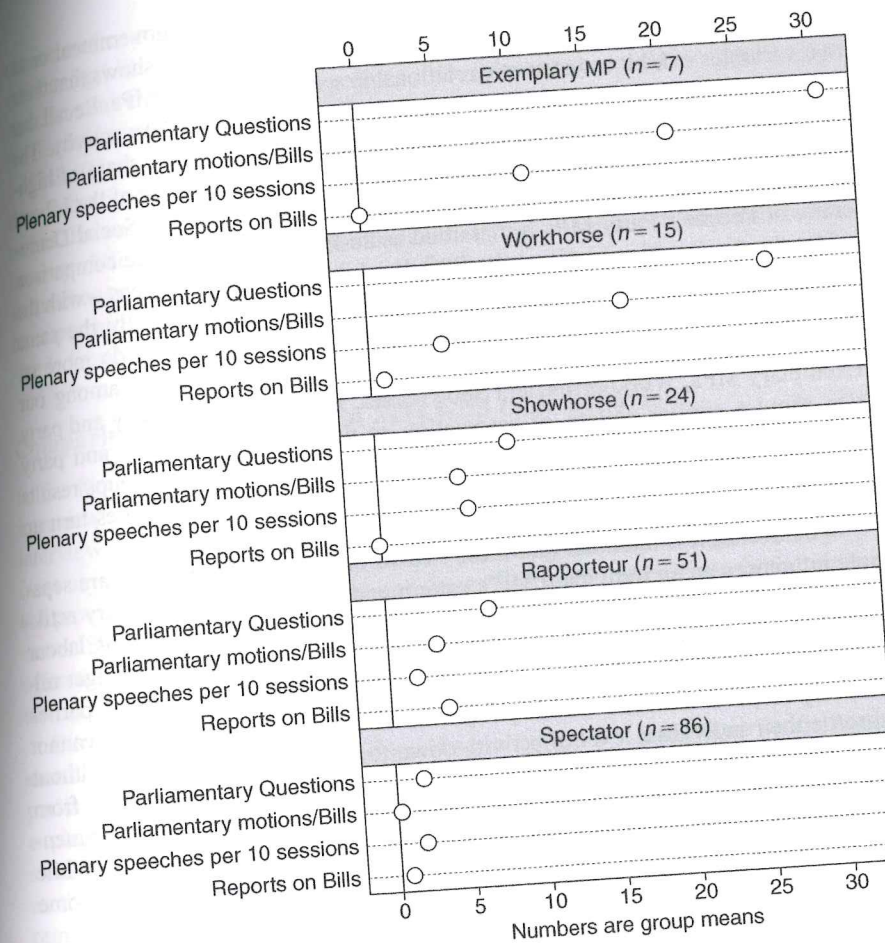 0 5 10 15 20 25 30
Exemplary MP (n = 7)
Parliamentary Questions
Parliamentary motions/Bills
Plenary speeches per 10 sessions
Reports on Bills
Workhorse (n = 15)
Parliamentary Questions
Parliamentary motions/Bills
Plenary speeches per 10 sessions
Reports on Bills
Showhorse (n = 24)
Parliamentary Questions
Parliamentary motions/Bills
Plenary speeches per 10 sessions
Reports on Bills
Rapporteur (n = 51)
Parliamentary Questions
Parliamentary motions/Bills
Plenary speeches per 10 sessions
Reports on Bills
Spectator (n = 86)
Parliamentary Questions
Parliamentary motions/Bills
Plenary speeches per 10 sessions
Reports on Bills
0 5 10 15 20 25 30
Numbers are group means